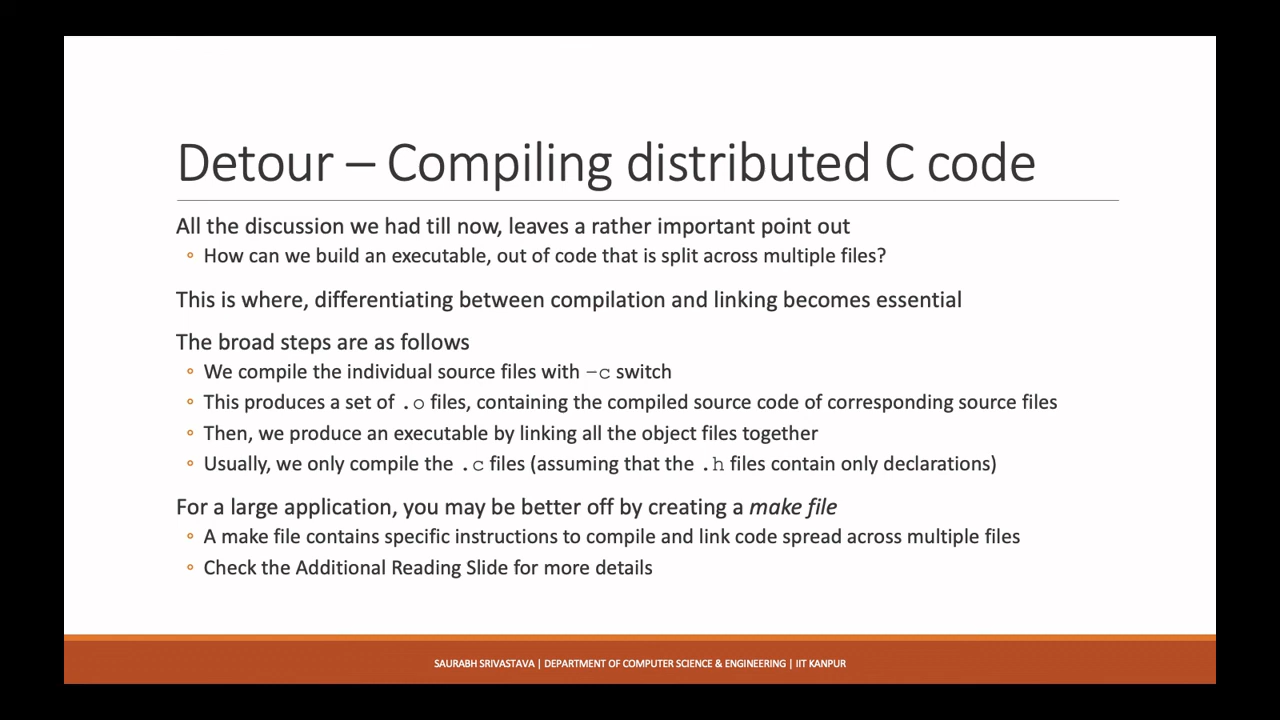 Detour – Compiling distributed C code
All the discussion we had till now, leaves a rather important point out
◦ How can we build an executable, out of code that is split across multiple files?
This is where, differentiating between compilation and linking becomes essential
The broad steps are as follows
◦ We compile the individual source files with –c switch
◦ This produces a set of .o files, containing the compiled source code of corresponding source files
◦ Then, we produce an executable by linking all the object files together
◦ Usually, we only compile the .c files (assuming that the .h files contain only declarations)
For a large application, you may be better off by creating a make file
◦ A make file contains specific instructions to compile and link code spread across multiple files
◦ Check the Additional Reading Slide for more details
SAURABH SRIVASTAVA | DEPARTMENT OF COMPUTER SCIENCE & ENGINEERING | IIT KANPUR